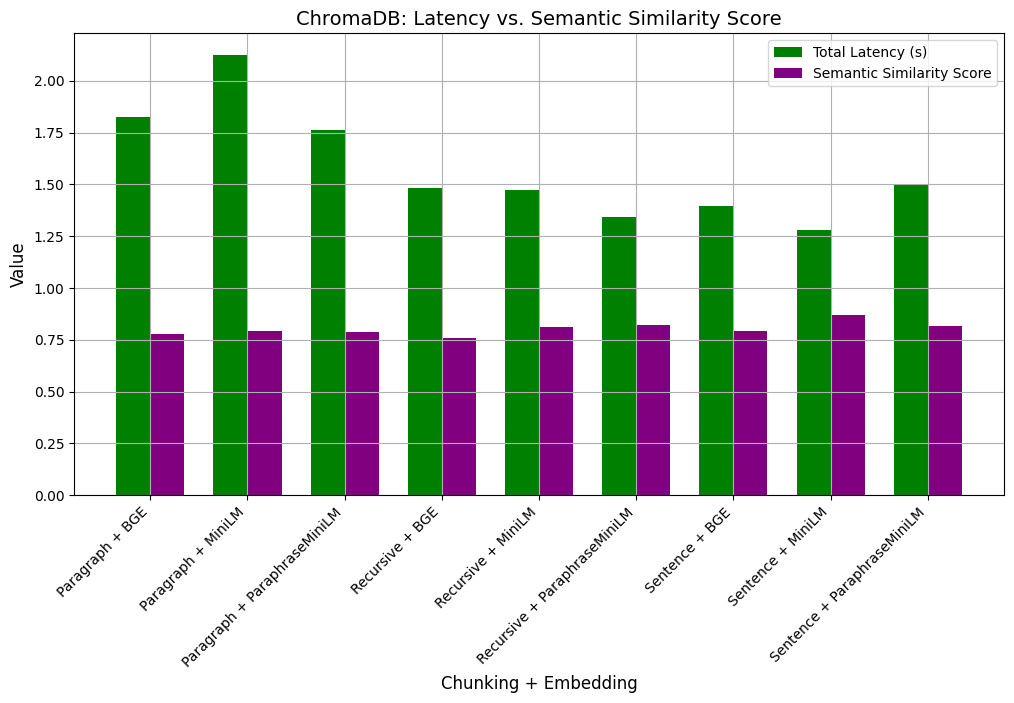 ChromaDB: Latency vs. Semantic Similarity Score
Total Latency (s)
Semantic Similarity Score
Value
2.00
1.75
1.50
1.25
1.00
0.75
0.50
0.25
0.00
Paragraph + BGE
Paragraph + MiniLM
Paragraph + ParaphraseMiniLM
Recursive + BGE
Recursive + MiniLM
Recursive + ParaphraseMiniLM
Sentence + BGE
Sentence + MiniLM
Sentence + ParaphraseMiniLM
Chunking + Embedding